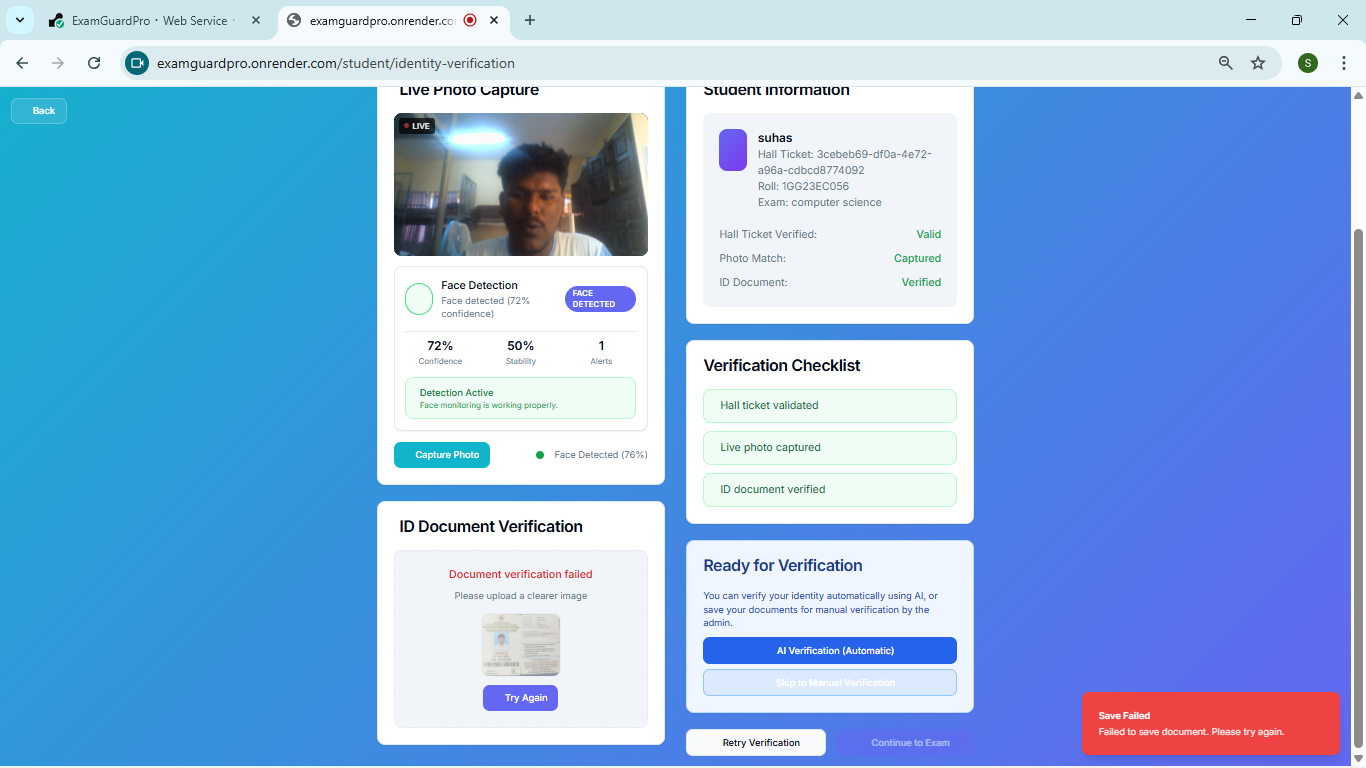 ExamGuardPro · Web Service ·
examguardpro.onrender.co
examguardpro.onrender.com/student/identity-verification
S
Back
Live Photo Capture
LIVE
Face Detection
Face detected (72%
confidence)
FACE
DETECTED
72%
Confidence
50%
Stability
1
Alerts
Detection Active
Face monitoring is working properly.
Capture Photo
Face Detected (76%)
ID Document Verification
Document verification failed
Please upload a clearer image
Try Again
Student Information
suhas
Hall Ticket: 3cebeb69-df0a-4e72-
a96a-cdbcd8774092
Roll: 1GG23EC056
Exam: computer science
Hall Ticket Verified: Valid
Photo Match: Captured
ID Document: Verified
Verification Checklist
Hall ticket validated
Live photo captured
ID document verified
Ready for Verification
You can verify your identity automatically using AI, or
save your documents for manual verification by the
admin.
AI Verification (Automatic)
Skip to Manual Verification
Retry Verification
Continue to Exam
Save Failed
Failed to save document. Please try again.